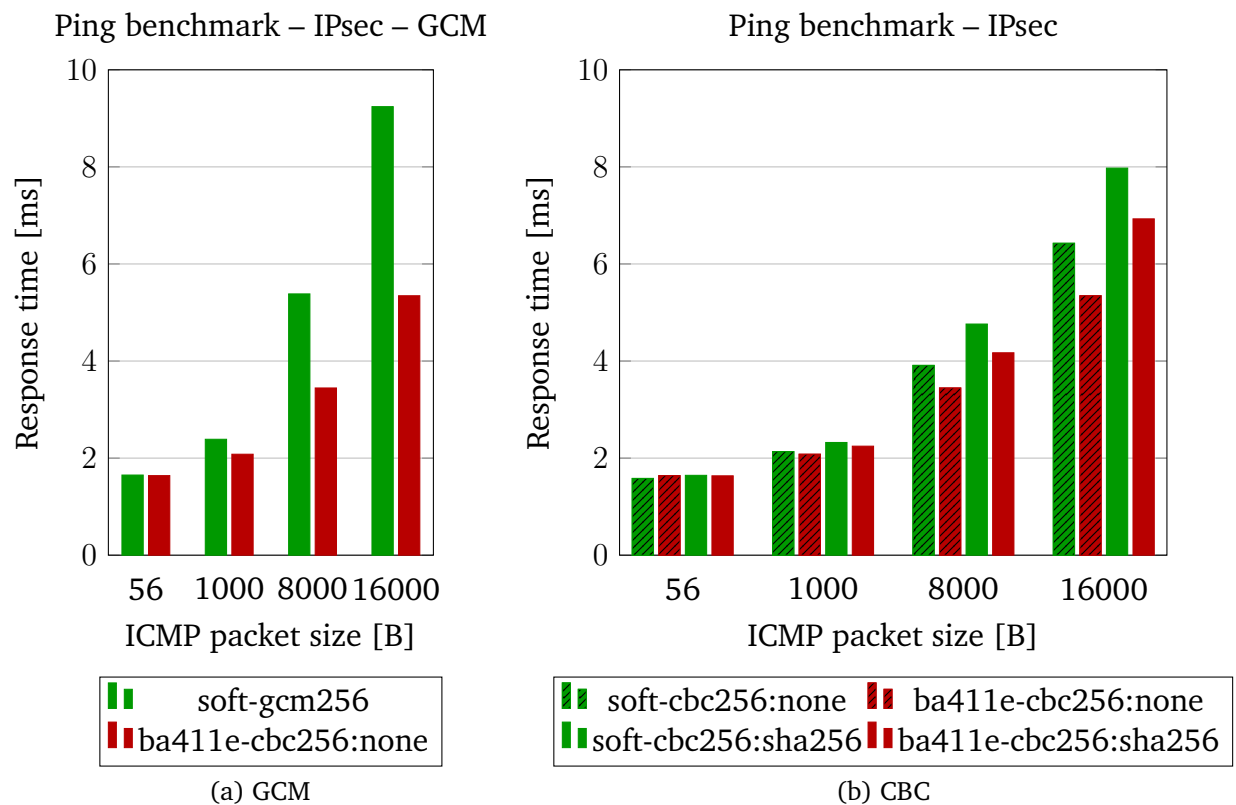 Ping benchmark – IPsec – GCM
10
8
6
4
2
0
Response time [ms]
56 1000 8000 16000
ICMP packet size [B]
soft-gcm256
ba411e-cbc256:none
(a) GCM
Ping benchmark – IPsec
10
8
6
4
2
0
Response time [ms]
56 1000 8000 16000
ICMP packet size [B]
soft-cbc256:none ba411e-cbc256:none
soft-cbc256:sha256 ba411e-cbc256:sha256
(b) CBC